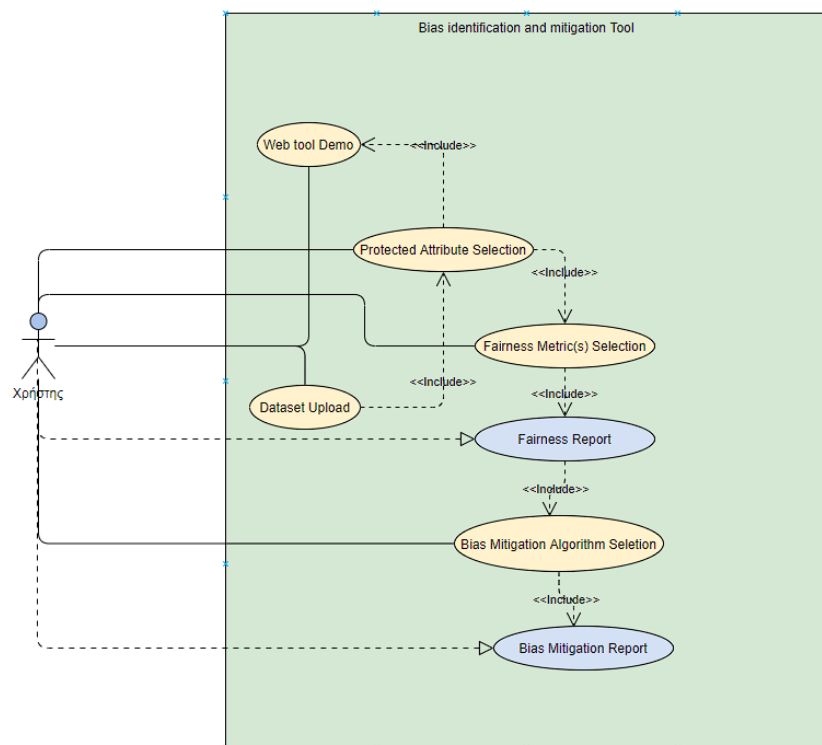 Bias identification and mitigation Tool
Web tool Demo
<<Include>>
Protected Attribute Selection
<<Include>>
Fairness Metric(s) Selection
Χρήστης
<<Include>>
<<Include>>
Dataset Upload
Fairness Report
<<Include>>
Bias Mitigation Algorithm Seletion
<<Include>>
Bias Mitigation Report